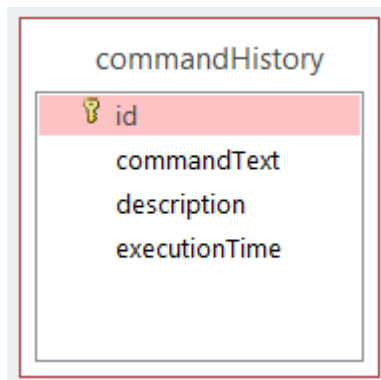 commandHistory
id
commandText
description
executionTime